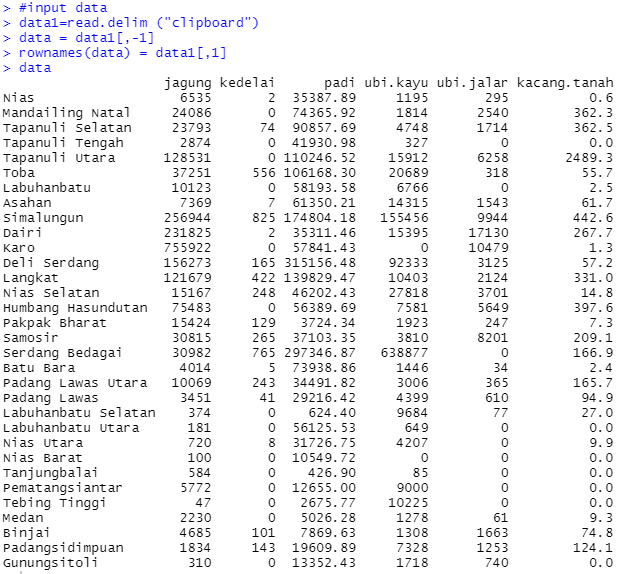 > #input data
> data1=read.delim ("clipboard")
> data = data1[,-1]
> rownames(data) = data1[,1]
> data
jagung kedelai padi ubi.kayu ubi.jalar kacang.tanah
Nias 6535 2 35387.89 1195 295 0.6
Mandailing Natal 24086 0 74365.92 1814 2540 362.3
Tapanuli Selatan 23793 74 90857.69 4748 1714 362.5
Tapanuli Tengah 2874 0 41930.98 327 0 0.0
Tapanuli Utara 128531 0 110246.52 15912 6258 2489.3
Toba 37251 556 106168.30 20689 318 55.7
Labuhanbatu 10123 0 58193.58 6766 0 2.5
Asahan 7369 7 61350.21 14315 1543 61.7
Simalungun 256944 825 174804.18 155456 9944 442.6
Dairi 231825 2 35311.46 15395 17130 267.7
Karo 755922 0 57841.43 0 10479 1.3
Deli Serdang 156273 165 315156.48 92333 3125 57.2
Langkat 121679 422 139829.47 10403 2124 331.0
Nias Selatan 15167 248 46202.43 27818 3701 14.8
Humbang Hasundutan 75483 0 56389.69 7581 5649 397.6
Pakpak Bharat 15424 129 3724.34 1923 247 7.3
Samosir 30815 265 37103.35 3810 8201 209.1
Serdang Bedagai 30982 765 297346.87 638877 0 166.9
Batu Bara 4014 5 73938.86 1446 34 2.4
Padang Lawas Utara 10069 243 34491.82 3006 365 165.7
Padang Lawas 3451 41 29216.42 4399 610 94.9
Labuhanbatu Selatan 374 0 624.40 9684 77 27.0
Labuhanbatu Utara 181 0 56125.53 649 0 0.0
Nias Utara 720 8 31726.75 4207 0 9.9
Nias Barat 100 0 10549.72 0 0 0.0
Tanjungbalai 584 0 426.90 85 0 0.0
Pematangsiantar 5772 0 12655.00 9000 0 0.0
Tebing Tinggi 47 0 2675.77 10225 0 0.0
Medan 2230 0 5026.28 1278 61 9.3
Binjai 4685 101 7869.63 1308 1663 74.8
Padangsidimpuan 1834 143 19609.89 7328 1253 124.1
Gunungsitoli 310 0 13352.43 1718 740 0.0